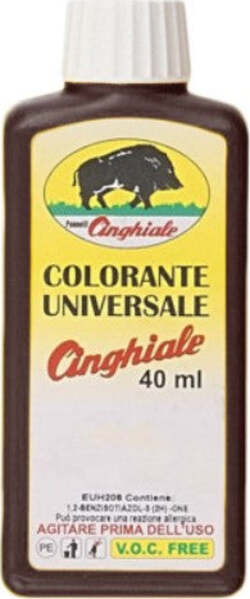 Pennelli
Cinghiale
COLORANTE
UNIVERSALE
Cinghiale
40 ml
EUH208 Contiene:
1,2-BENZISOTIAZOL-3 (2H) -ONE
Può provocare una reazione allergica
AGITARE PRIMA DELL'USO
PE V.O.C. FREE